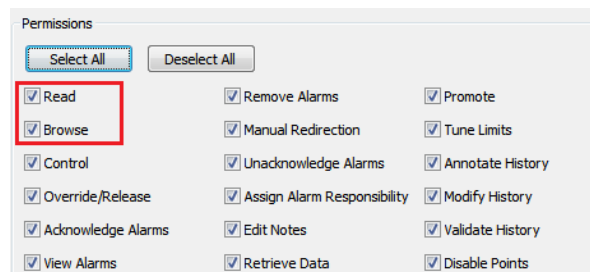 Permissions
Select All Deselect All
Read Remove Alarms Promote
Browse Manual Redirection Tune Limits
Control Unacknowledge Alarms Annotate History
Override/Release Assign Alarm Responsibility Modify History
Acknowledge Alarms Edit Notes Validate History
View Alarms Retrieve Data Disable Points